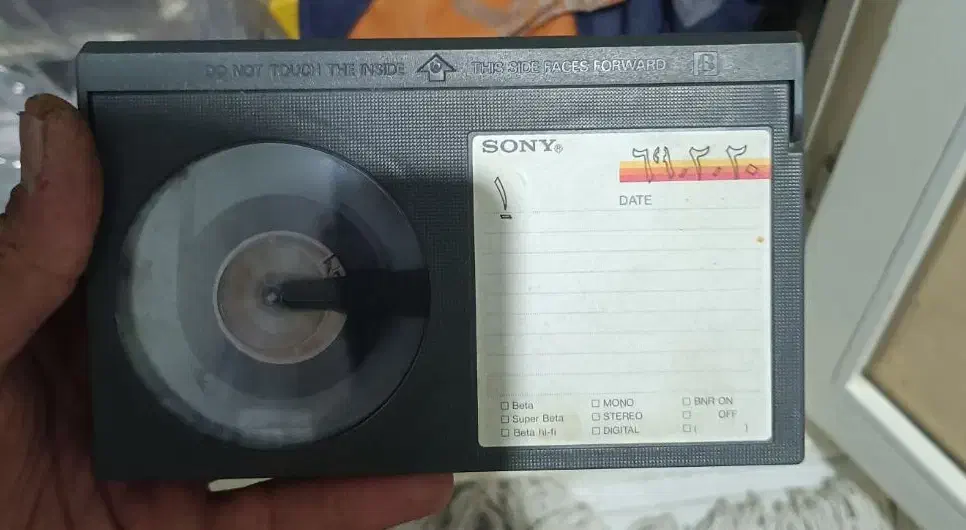 DO NOT TOUCH THE INSIDE THIS SIDE FACES FORWARD B
SONY®
٦٩.٢.٢٠
DATE
١
Beta MONO BNR ON
Super Beta STEREO OFF
Beta hi-fi DIGITAL ( )